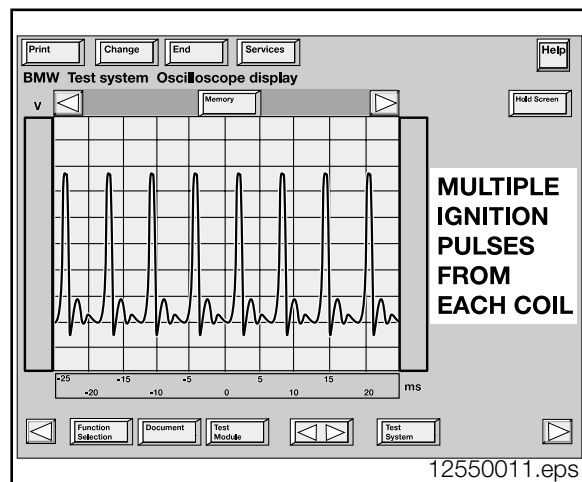 Print Change End Services Help
BMW Test system Oscilloscope display
V Memory Hold Screen
MULTIPLE
IGNITION
PULSES
FROM
EACH COIL
-25 -15 -5 5 15
-20 -10 0 10 20 ms
Function Selection Document Test Module Test System
12550011.eps